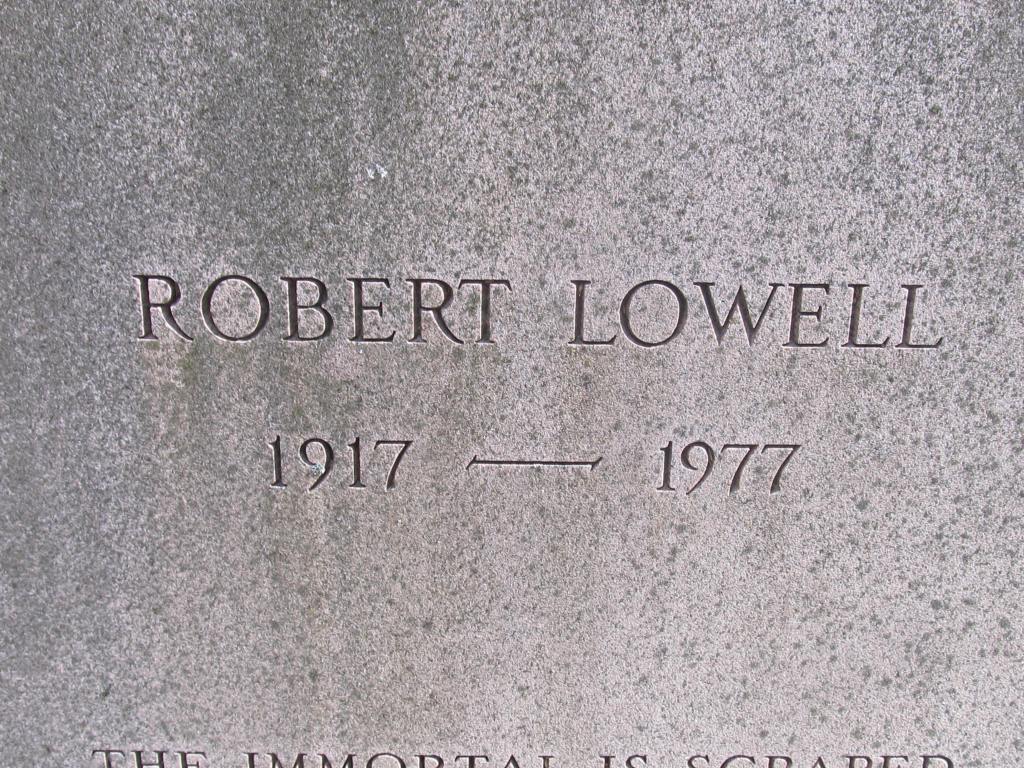 ROBERT LOWELL
1917 — 1977
THE IMMORTAL IS SCRAPED